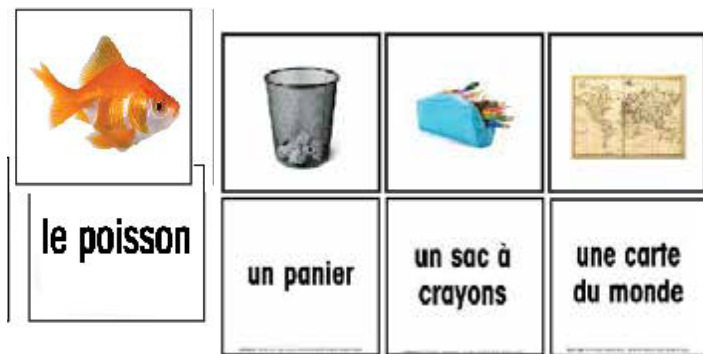 le poisson
un panier
un sac à
crayons
une carte
du monde